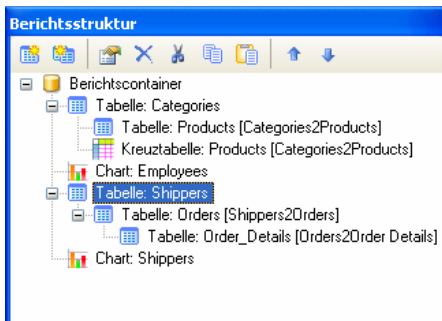 Berichtsstruktur
Berichtscontainer
Tabelle: Categories
Tabelle: Products [Categories2Products]
Kreuztabelle: Products [Categories2Products]
Chart: Employees
Tabelle: Shippers
Tabelle: Orders [Shippers2Orders]
Tabelle: Order_Details [Orders2Order Details]
Chart: Shippers